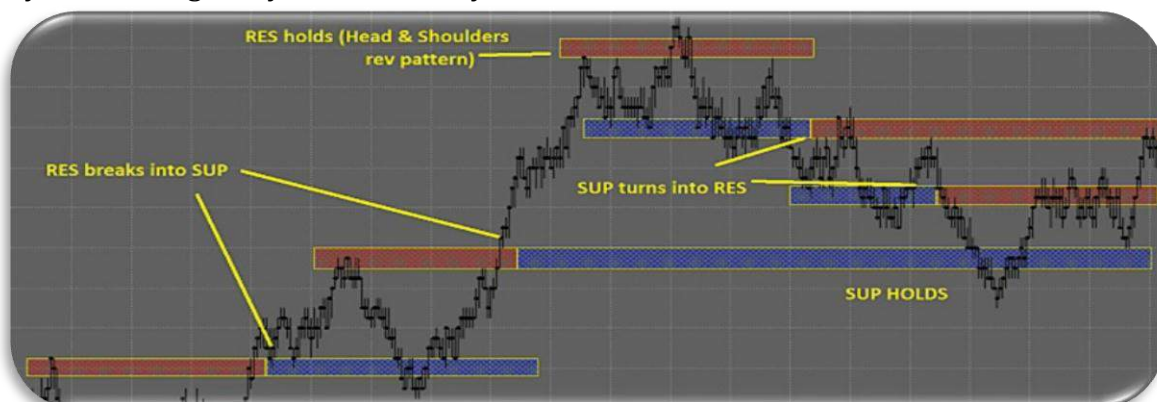 RES holds (Head & Shoulders
rev pattern)
RES breaks into SUP
SUP turns into RES
SUP HOLDS